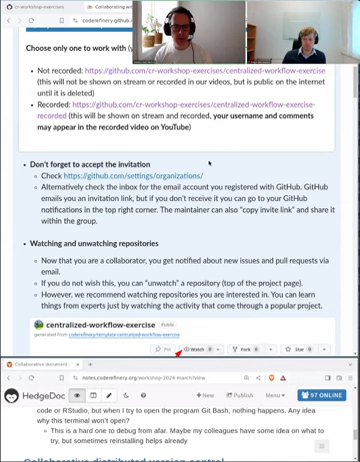 cr-workshop-exercises
Collaborating wi
coderefinery.github
Choose only one to work with (y
Not recorded: https://github.com/cr-workshop-exercises/centralized-workflow-exercise
(this will not be shown on stream or recorded in our videos, but is public on the internet
until it is deleted)
Recorded: https://github.com/cr-workshop-exercises/centralized-workflow-exercise-
recorded (this will be shown on stream and recorded, your username and comments
may appear in the recorded video on YouTube)
Don't forget to accept the invitation
Check https://github.com/settings/organizations/
Alternatively check the inbox for the email account you registered with GitHub. GitHub
emails you an invitation link, but if you don't receive it you can go to your GitHub
notifications in the top right corner. The maintainer can also "copy invite link" and share it
within the group.
Watching and unwatching repositories
Now that you are a collaborator, you get notified about new issues and pull requests via
email.
If you do not wish this, you can "unwatch" a repository (top of the project page).
However, we recommend watching repositories you are interested in. You can learn
things from experts just by watching the activity that come through a popular project.
centralized-workflow-exercise Public
generated from coderefinery/template-centralized-workflow-exercise
Pin Watch 0 Fork 0 Star 0
Collaborative document
notes.coderefinery.org/workshop-2024-march?view
HedgeDoc
New
Publish
Menu
97 ONLINE
code or RStudio, but when I try to open the program Git Bash, nothing happens. Any idea
why this terminal won't open?
This is a hard one to debug from afar. Maybe my colleagues have some idea on what to
try, but sometimes reinstalling helps already
Collaborative distributed version control